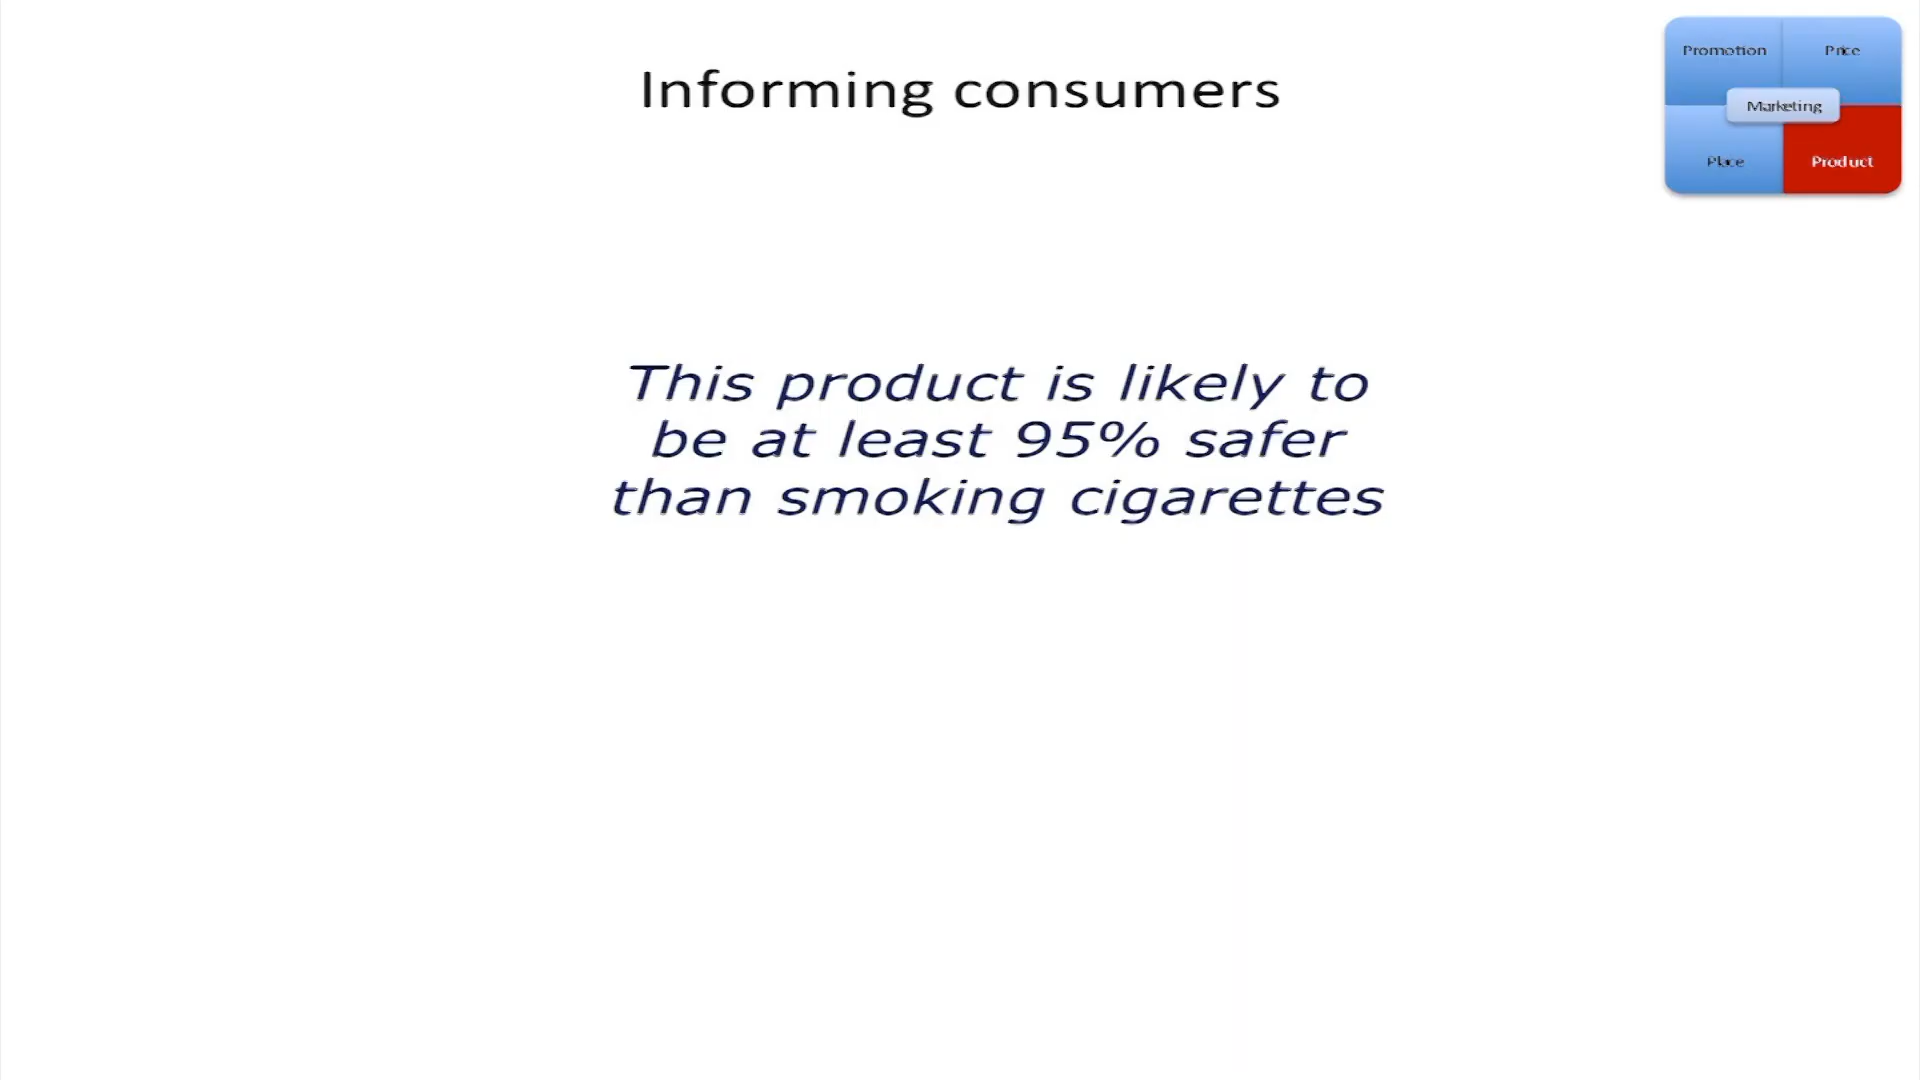 Informing consumers
Promotion
Price
Marketing
Place
Product
This product is likely to
be at least 95% safer
than smoking cigarettes